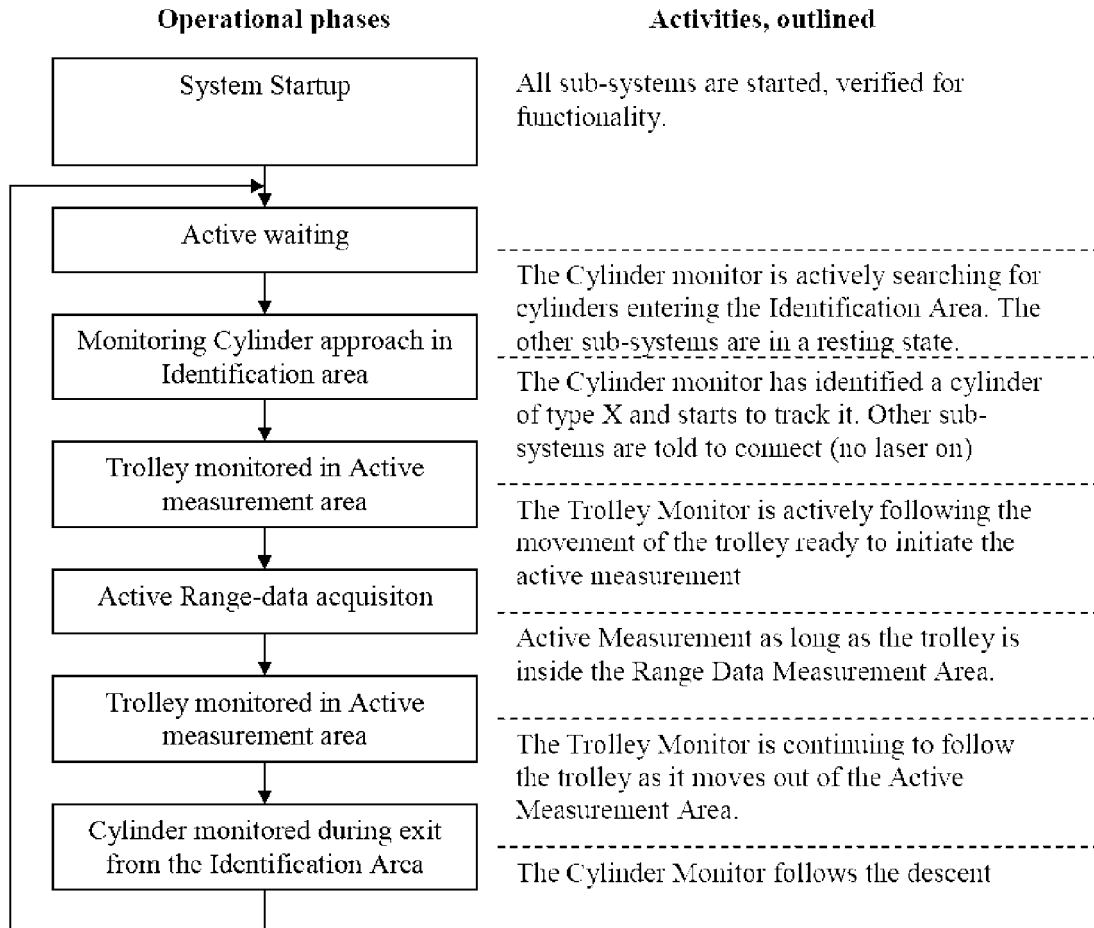 Operational phases
Activities, outlined
System Startup
All sub-systems are started, verified for
functionality.
Active waiting
The Cylinder monitor is actively searching for
cylinders entering the Identification Area. The
other sub-systems are in a resting state.
Monitoring Cylinder approach in
Identification area
The Cylinder monitor has identified a cylinder
of type X and starts to track it. Other sub-
systems are told to connect (no laser on)
Trolley monitored in Active
measurement area
The Trolley Monitor is actively following the
movement of the trolley ready to initiate the
active measurement
Active Range-data acquisiton
Active Measurement as long as the trolley is
inside the Range Data Measurement Area.
Trolley monitored in Active
measurement area
The Trolley Monitor is continuing to follow
the trolley as it moves out of the Active
Measurement Area.
Cylinder monitored during exit
from the Identification Area
The Cylinder Monitor follows the descent